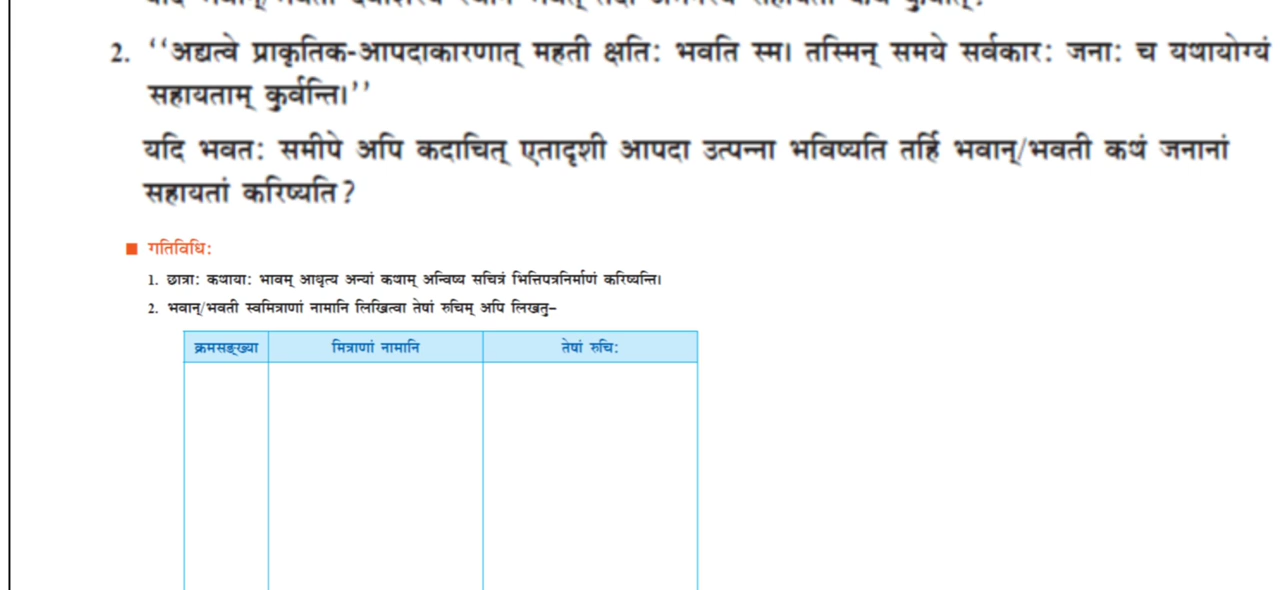 2. ‘‘अद्यत्वे प्राकृतिक-आपदाकारणात् महती क्षति: भवति स्म। तस्मिन् समये सर्वकार: जना: च यथायोग्यं
सहायताम् कुर्वन्ति।’’
यदि भवत: समीपे अपि कदाचित् एतादृशी आपदा उत्पन्ना भविष्यति तर्हि भवान्/भवती कथं जनानां
सहायतां करिष्यति?
■ गतिविधि:
1. छात्रा: कथाया: भावम् आधृत्य अन्यां कथाम् अन्विष्य सचित्रं भित्तिपत्रनिर्माणं करिष्यन्ति।
2. भवान्/भवती स्वमित्राणां नामानि लिखित्वा तेषां रुचिम् अपि लिखतु–
क्रमसङ्ख्या मित्राणां नामानि तेषां रुचि: